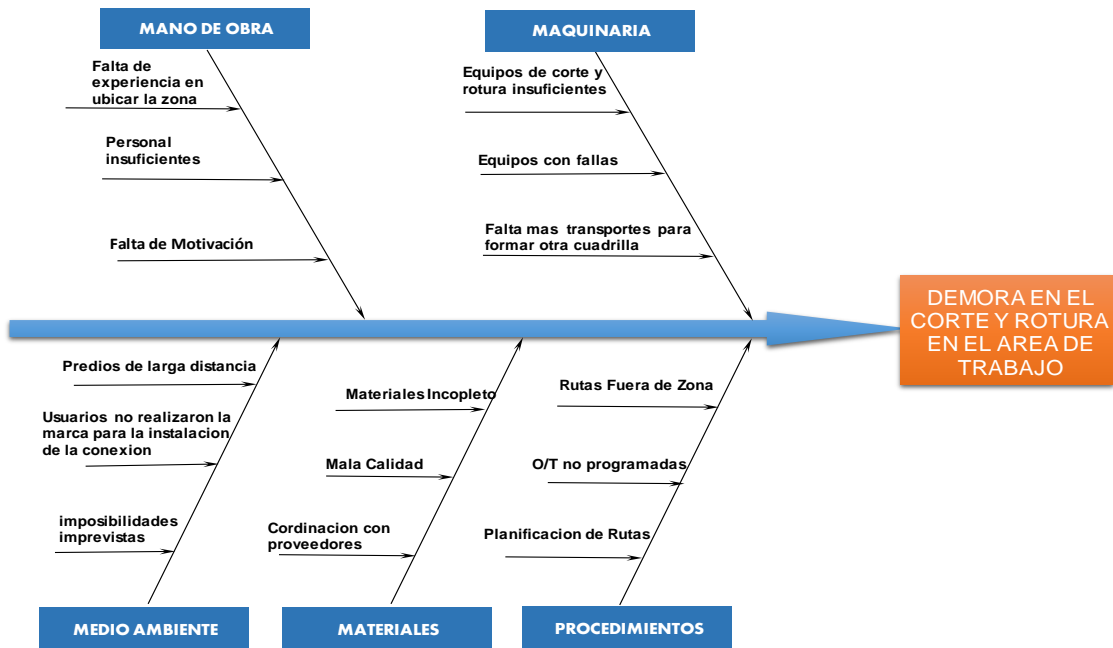 MANO DE OBRA
MAQUINARIA
Falta de
experiencia en
ubicar la zona
Personal
insuficientes
Falta de Motivación
Equipos de corte y
rotura insuficientes
Equipos con fallas
Falta mas transportes para
formar otra cuadrilla
DEMORA EN EL
CORTE Y ROTURA
EN EL AREA DE
TRABAJO
Predios de larga distancia
Usuarios no realizaron la
marca para la instalacion
de la conexion
imposibilidades
imprevistas
Materiales Incopleto
Mala Calidad
Cordinacion con
proveedores
Rutas Fuera de Zona
O/T no programadas
Planificacion de Rutas
MEDIO AMBIENTE
MATERIALES
PROCEDIMIENTOS